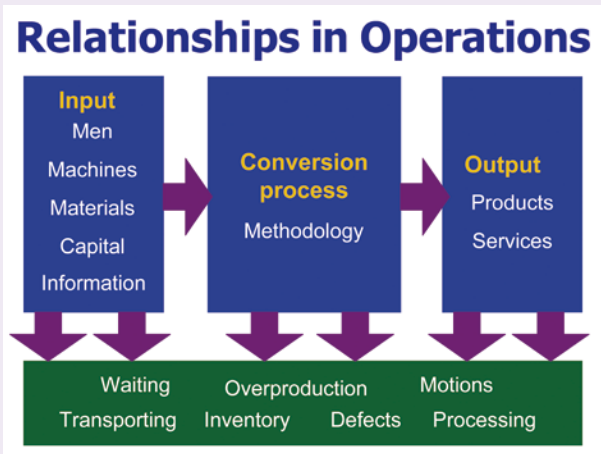 Relationships in Operations
Input
Men
Machines
Materials
Capital
Information
Conversion
process
Methodology
Output
Products
Services
Waiting Overproduction Motions
Transporting Inventory Defects Processing